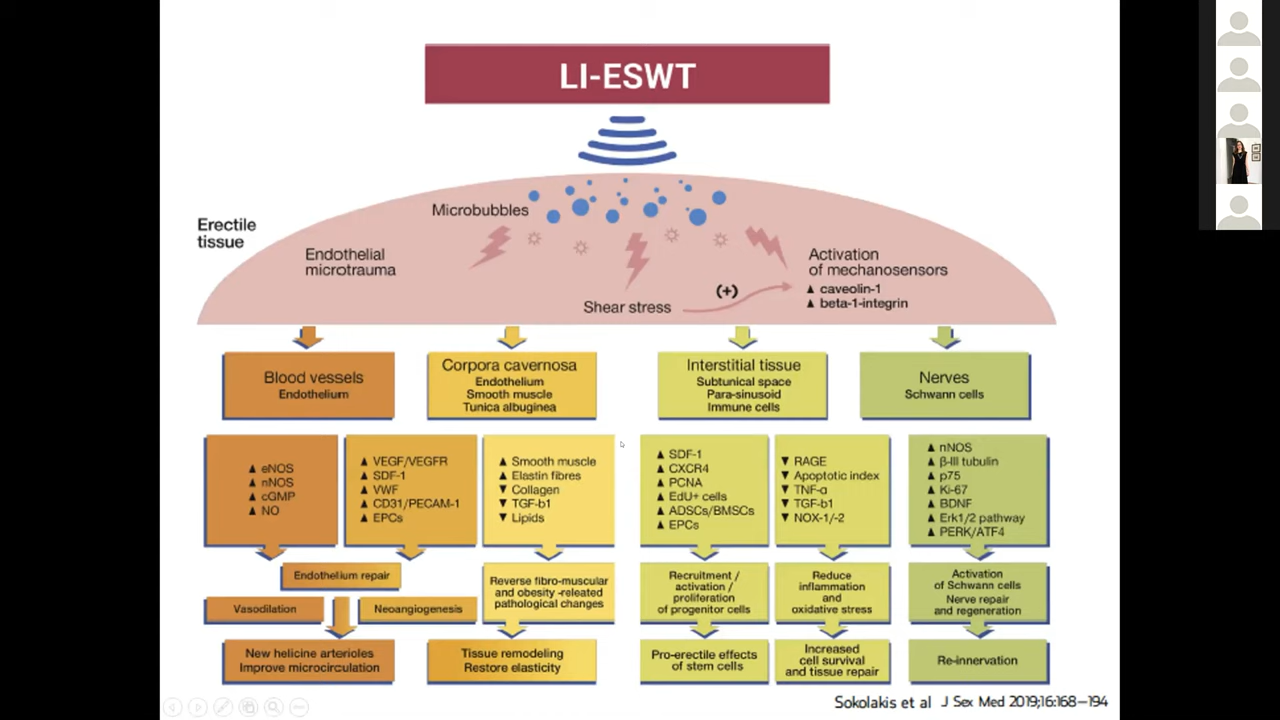 LI-ESWT
Microbubbles
Erectile
tissue
Endothelial
microtrauma
Activation
of mechanosensors
(+)
▲ caveolin-1
▲ beta-1-integrin
Shear stress
Blood vessels
Endothelium
Corpora cavernosa
Endothelium
Smooth muscle
Tunica albuginea
Interstitial tissue
Subtunical space
Para-sinusoid
Immune cells
Nerves
Schwann cells
▲ eNOS
▲ nNOS
▲ cGMP
▲ NO
▲ VEGF/VEGFR
▲ SDF-1
▲ VWF
▲ CD31/PECAM-1
▲ EPCs
▲ Smooth muscle
▲ Elastin fibres
▼ Collagen
▼ TGF-b1
▼ Lipids
▲ SDF-1
▲ CXCR4
▲ PCNA
▲ EdU+ cells
▲ ADSCs/BMSCs
▲ EPCs
▼ RAGE
▼ Apoptotic index
▼ TNF-α
▼ TGF-b1
▼ NOX-1/-2
▲ nNOS
▲ β-III tubulin
▲ p75
▲ Ki-67
▲ BDNF
▲ Erk1/2 pathway
▲ PERK/ATF4
Endothelium repair
Vasodilation
Neoangiogenesis
Reverse fibro-muscular
and obesity -releated
pathological changes
Recruitment /
activation /
proliferation
of progenitor cells
Reduce
inflammation
and
oxidative stress
Activation
of Schwann cells
Nerve repair
and regeneration
New helicine arterioles
Improve microcirculation
Tissue remodeling
Restore elasticity
Pro-erectile effects
of stem cells
Increased
cell survival
and tissue repair
Re-innervation
Sokolakis et al J Sex Med 2019;16:168–194